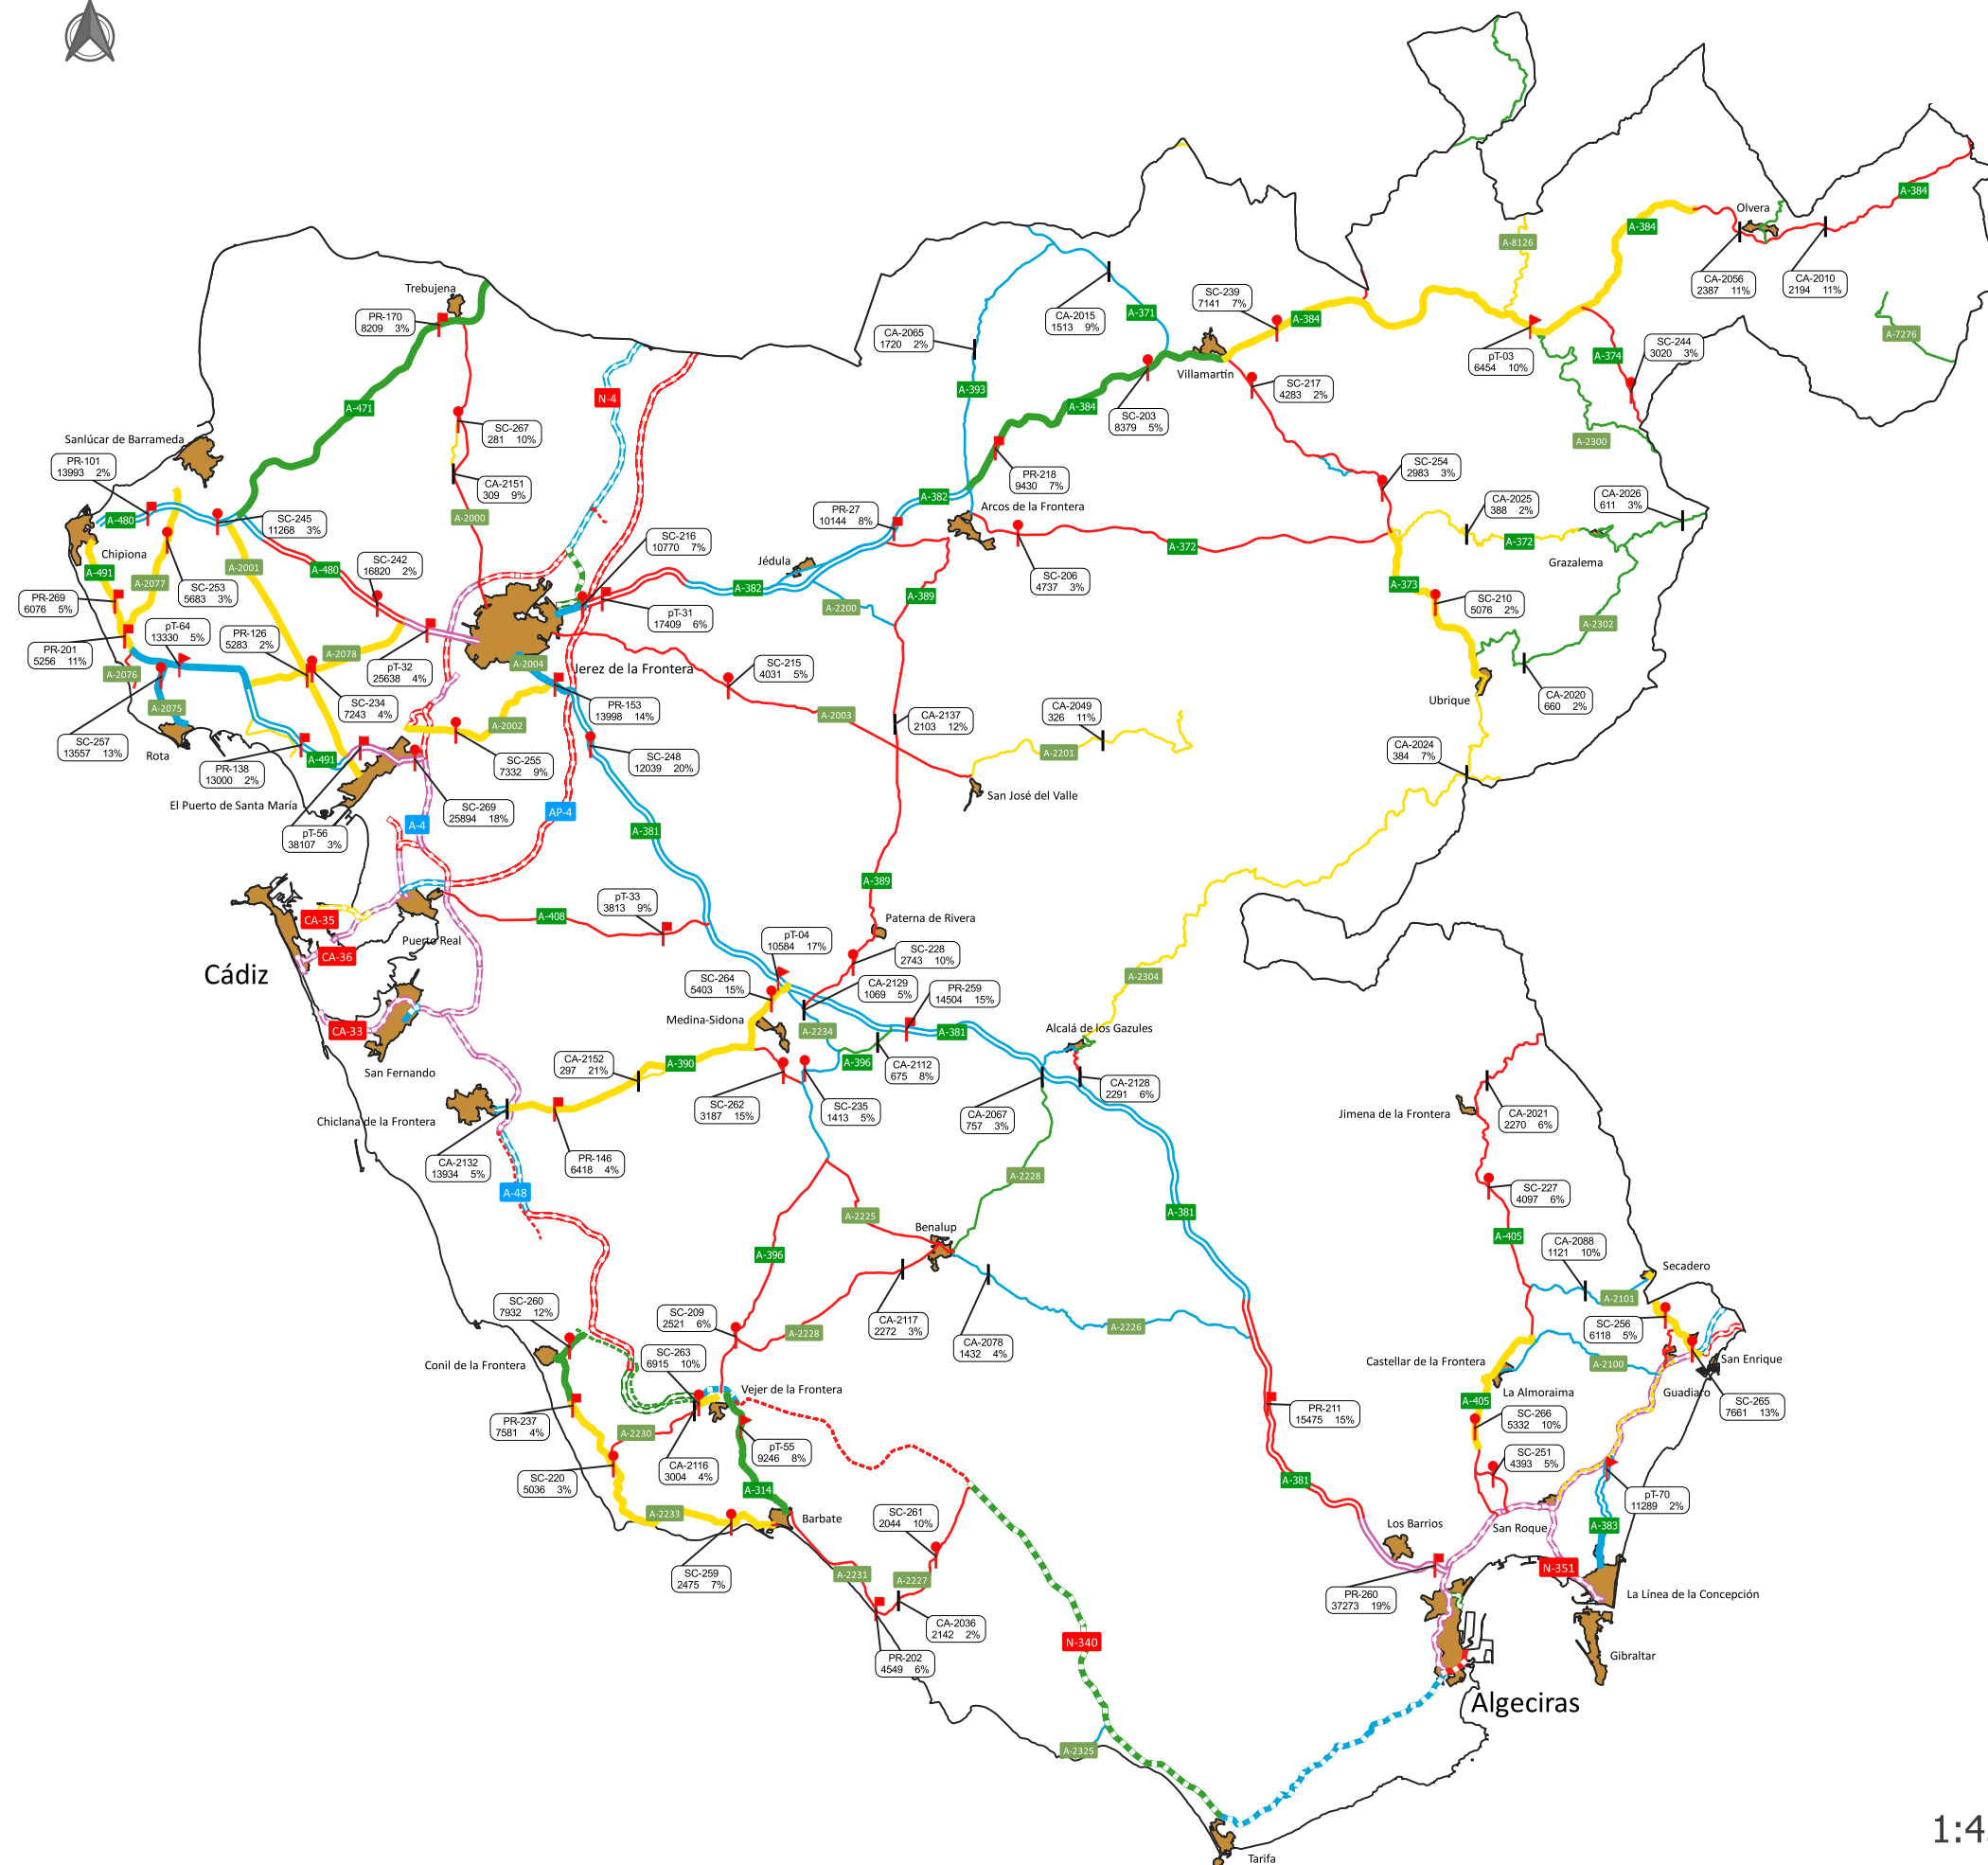 Olvera
A-384
A-8126
A-384
CA-2056
2387 11%
CA-2010
2194 11%
Trebujena
PR-170
8209 3%
SC-239
7141 7%
A-384
CA-2015
1513 9%
A-371
CA-2065
1720 2%
A-7276
SC-244
3020 3%
A-374
pT-03
6454 10%
Villamartín
SC-217
4283 2%
A-393
N-4
A-471
A-384
SC-203
8379 5%
SC-267
281 10%
Sanlúcar de Barrameda
PR-101
13993 2%
A-2300
SC-254
2983 3%
PR-218
9430 7%
CA-2151
309 9%
A-382
CA-2025
388 2%
CA-2026
611 3%
Arcos de la Frontera
PR-27
10144 8%
A-480
SC-245
11268 3%
A-2000
SC-216
10770 7%
A-372
A-372
Chipiona
Jédula
Grazalema
A-491
A-2077
A-2001
A-480
SC-242
16820 2%
SC-206
4737 3%
A-373
SC-253
5683 3%
A-382
A-389
A-2200
PR-269
6076 5%
SC-210
5076 2%
pT-31
17409 6%
A-2302
pT-64
13330 5%
PR-126
5283 2%
PR-201
5256 11%
A-2078
pT-32
25638 4%
A-2004
Jerez de la Frontera
SC-215
4031 5%
A-2076
A-2075
SC-234
7243 4%
PR-153
13998 14%
CA-2020
660 2%
Ubrique
A-2002
A-2003
CA-2137
2103 12%
CA-2049
326 11%
SC-257
13557 13%
Rota
PR-138
13000 2%
A-491
SC-255
7332 9%
SC-248
12039 20%
A-2201
CA-2024
384 7%
El Puerto de Santa María
SC-269
25894 18%
AP-4
San José del Valle
pT-56
38107 3%
A-4
A-381
A-389
pT-33
3813 9%
A-408
CA-35
Puerto Real
CA-36
Paterna de Rivera
Cádiz
pT-04
10584 17%
SC-228
2743 10%
SC-264
5403 15%
CA-2129
1069 5%
PR-259
14504 15%
A-2304
Medina-Sidona
A-2234
A-381
Alcalá de los Gazules
CA-33
San Fernando
CA-2152
297 21%
A-390
A-396
CA-2112
675 8%
CA-2128
2291 6%
SC-262
3187 15%
SC-235
1413 5%
CA-2067
757 3%
Jimena de la Frontera
CA-2021
2270 6%
Chiclana de la Frontera
CA-2132
13934 5%
PR-146
6418 4%
A-2228
A-48
SC-227
4097 6%
A-381
A-2225
Benalup
A-405
A-396
CA-2088
1121 10%
Secadero
A-2101
SC-260
7932 12%
SC-209
2521 6%
A-2228
CA-2117
2272 3%
A-2226
CA-2078
1432 4%
SC-256
6118 5%
San Enrique
Conil de la Frontera
SC-263
6915 10%
Castellar de la Frontera
A-2100
Vejer de la Frontera
La Almoraima
Guadiaro
A-405
SC-265
7661 13%
PR-237
7581 4%
A-2230
PR-211
15475 15%
SC-266
5332 10%
pT-55
9246 8%
SC-251
4393 5%
CA-2116
3004 4%
SC-220
5036 3%
A-381
A-314
pT-70
11289 2%
A-2233
Barbate
SC-261
2044 10%
Los Barrios
San Roque
A-383
SC-259
2475 7%
A-2231
A-2227
N-351
La Línea de la Concepción
PR-260
37273 19%
CA-2036
2142 2%
N-340
PR-202
4549 6%
Gibraltar
Algeciras
A-2325
Tarifa